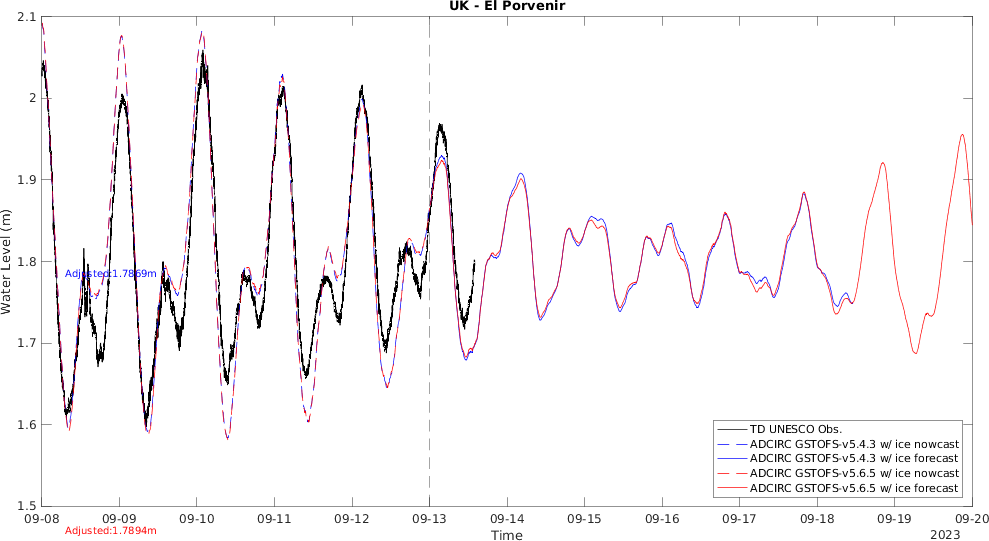 UK - El Porvenir
2.1
2
1.9
1.8
1.7
1.6
1.5
Water Level (m)
Adjusted:1.7869m
TD UNESCO Obs.
ADCIRC GSTOFS-v5.4.3 w/ ice nowcast
ADCIRC GSTOFS-v5.4.3 w/ ice forecast
ADCIRC GSTOFS-v5.6.5 w/ ice nowcast
ADCIRC GSTOFS-v5.6.5 w/ ice forecast
09-08 09-09 09-10 09-11 09-12 09-13 09-14 09-15 09-16 09-17 09-18 09-19 09-20
Adjusted:1.7894m
Time
2023